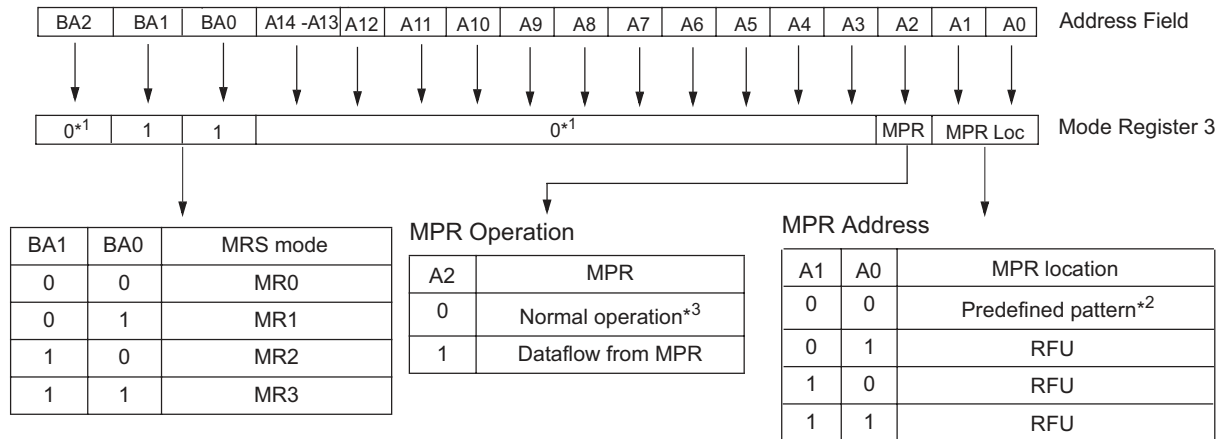 BA2 BA1 BA0 A14 -A13 A12 A11 A10 A9 A8 A7 A6 A5 A4 A3 A2 A1 A0 Address Field
0*1 1 1 0*1 MPR MPR Loc Mode Register 3
BA1 BA0 MRS mode
0 0 MR0
0 1 MR1
1 0 MR2
1 1 MR3
MPR Operation
A2 MPR
0 Normal operation*3
1 Dataflow from MPR
MPR Address
A1 A0 MPR location
0 0 Predefined pattern*2
0 1 RFU
1 0 RFU
1 1 RFU